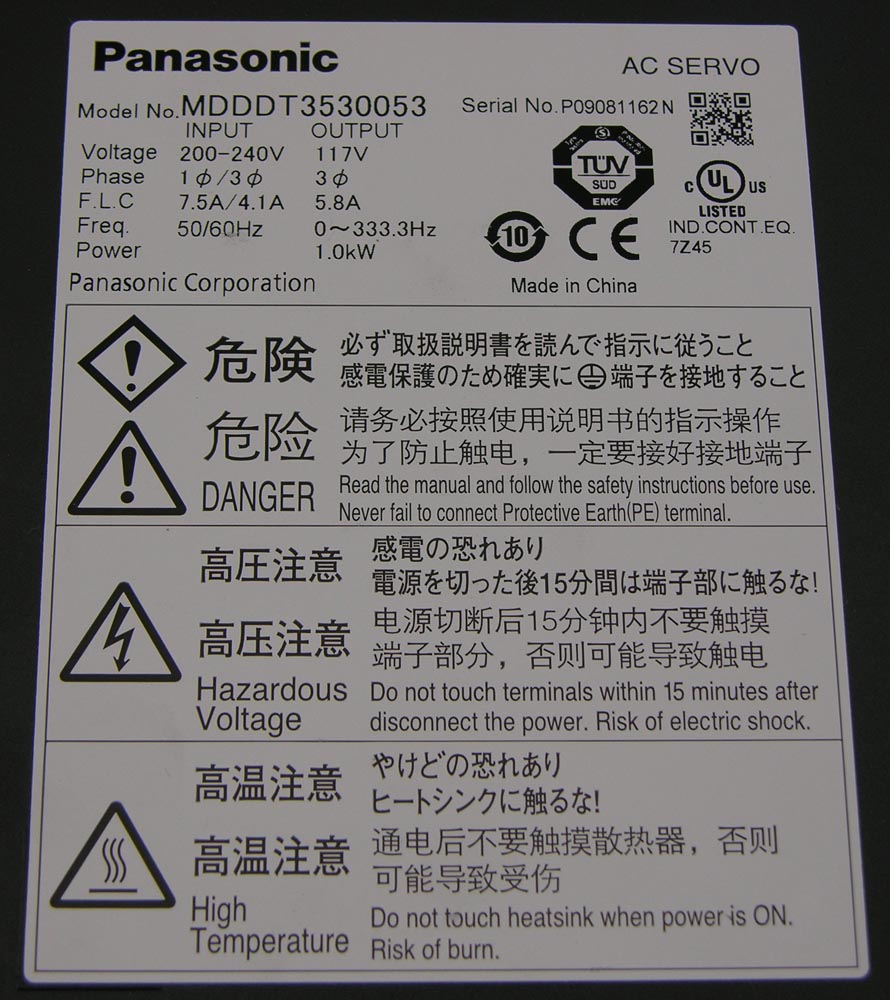 Panasonic
AC SERVO
Model No. MDDDT3530053
Serial No. P09081162N
INPUT OUTPUT
Voltage 200-240V 117V
Phase 1φ/3φ 3φ
F.L.C 7.5A/4.1A 5.8A
Freq. 50/60Hz 0～333.3Hz
Power 1.0kW
Panasonic Corporation
TÜV
SÜD
EMC
C UL US
LISTED
IND.CONT.EQ.
7Z45
10
CE
Made in China
危険
必ず取扱説明書を読んで指示に従うこと
感電保護のため確実に端子を接地すること
危险
请务必按照使用说明书的指示操作
为了防止触电，一定要接好接地端子
DANGER
Read the manual and follow the safety instructions before use.
Never fail to connect Protective Earth(PE) terminal.
高圧注意
感電の恐れあり
電源を切った後15分間は端子部に触るな!
高压注意
电源切断后15分钟内不要触摸
端子部分，否则可能导致触电
Hazardous
Voltage
Do not touch terminals within 15 minutes after
disconnect the power. Risk of electric shock.
高温注意
やけどの恐れあり
ヒートシンクに触るな!
高温注意
通电后不要触摸散热器，否则
可能导致受伤
High
Temperature
Do not touch heatsink when power is ON.
Risk of burn.